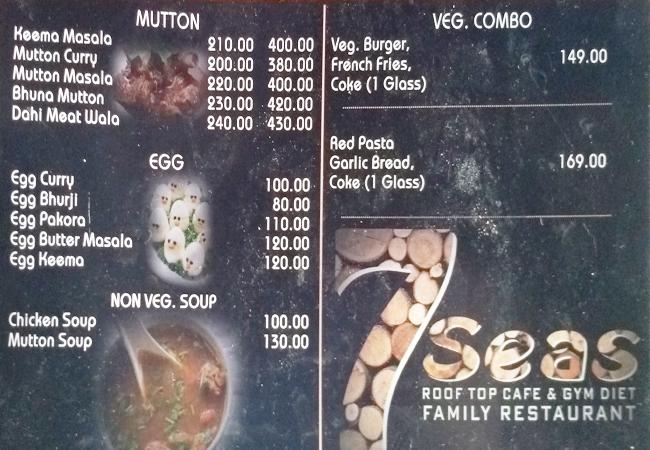 MUTTON
Keema Masala 210.00 400.00
Mutton Curry 200.00 380.00
Mutton Masala 220.00 400.00
Bhuna Mutton 230.00 420.00
Dahi Meat Wala 240.00 430.00
EGG
Egg Curry 100.00
Egg Bhurji 80.00
Egg Pakora 110.00
Egg Butter Masala 120.00
Egg Keema 120.00
NON VEG. SOUP
Chicken Soup 100.00
Mutton Soup 130.00
VEG. COMBO
Veg. Burger,
French Fries, 149.00
Coke (1 Glass)
Red Pasta
Garlic Bread, 169.00
Coke (1 Glass)
7 Seas
ROOF TOP CAFE & GYM DIET
FAMILY RESTAURANT